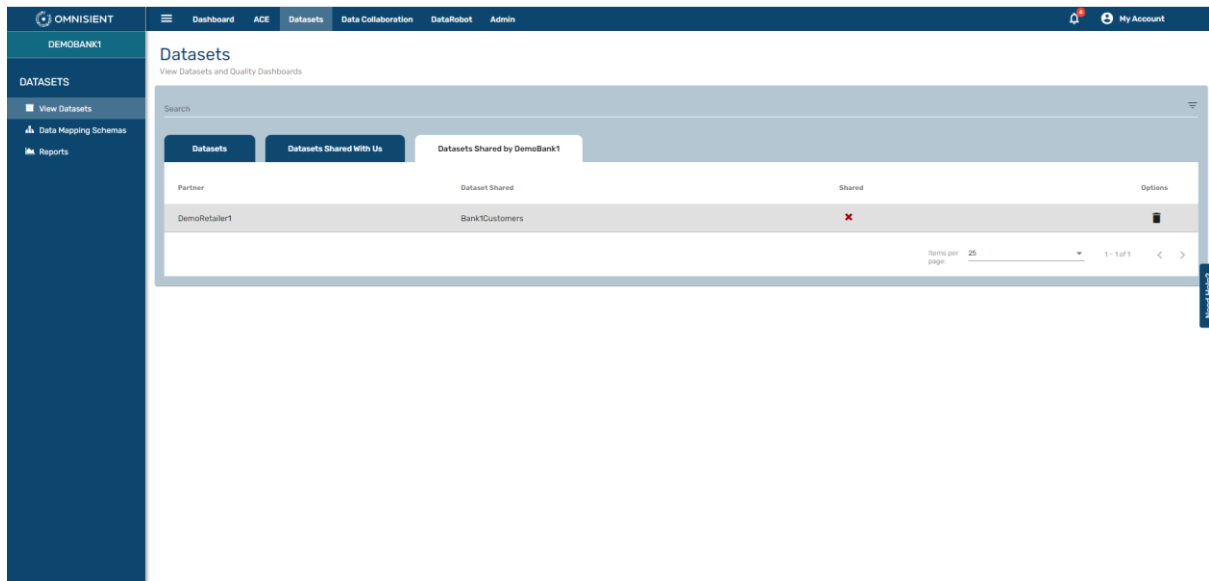 OMNISIENT
Dashboard ACE Datasets Data Collaboration DataRobot Admin
4
My Account
DEMOBANK1
DATASETS
View Datasets
Data Mapping Schemas
Reports
Datasets
View Datasets and Quality Dashboards
Search
Datasets Datasets Shared With Us Datasets Shared by DemoBank1
Partner Dataset Shared Shared Options
DemoRetailer1 Bank1Customers
Items per page: 25 1 – 1 of 1
Need Help?